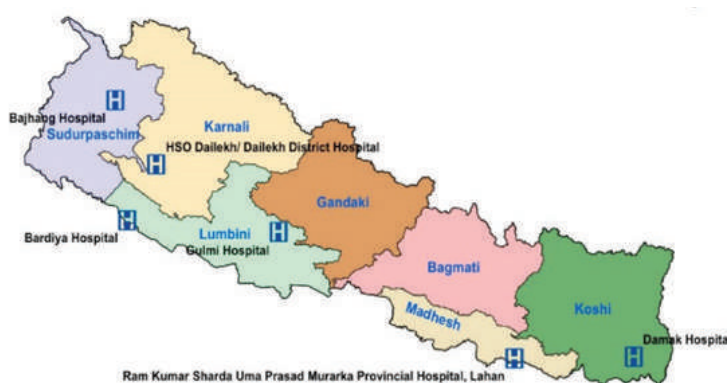 H
Bajhang Hospital
Sudurpaschim
Karnali
HSO Dailekh/ Dailekh District Hospital
H
Gandaki
H
Bardiya Hospital
Lumbini
H
Gulmi Hospital
Bagmati
Koshi
Madhesh
Damak Hospita
H
H
Ram Kumar Sharda Uma Prasad Murarka Provincial Hospital, Lahan